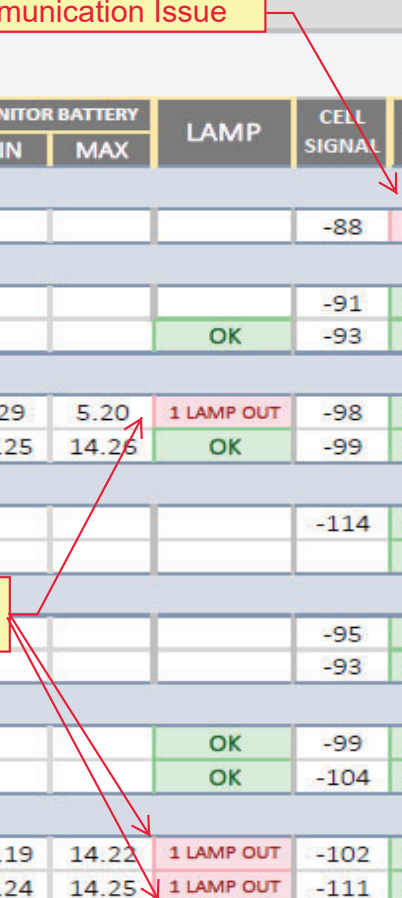 munication Issue
NITOR BATTERY
LAMP
CELL
SIGNAL
IN MAX
-88
-91
OK -93
29 5.20 1 LAMP OUT -98
25 14.26 OK -99
-114
-95
-93
OK -99
OK -104
19 14.22 1 LAMP OUT -102
24 14.25 1 LAMP OUT -111